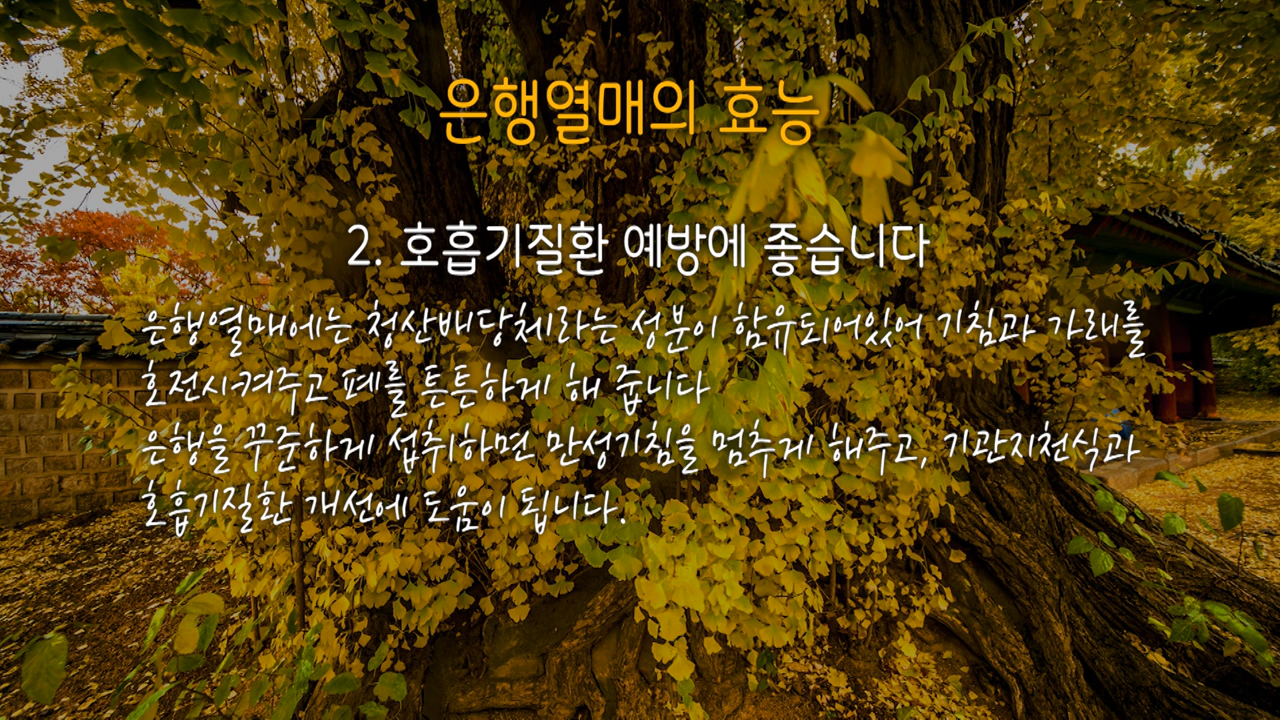 은행열매의 효능
2. 호흡기질환 예방에 좋습니다
은행열매에는 청산배당체라는 성분이 함유되어있어 기침과 가래를
호전시켜주고 폐를 튼튼하게 해 줍니다
은행을 꾸준하게 섭취하면 만성기침을 멈추게 해주고, 기관지천식과
호흡기질환 개선에 도움이 됩니다.